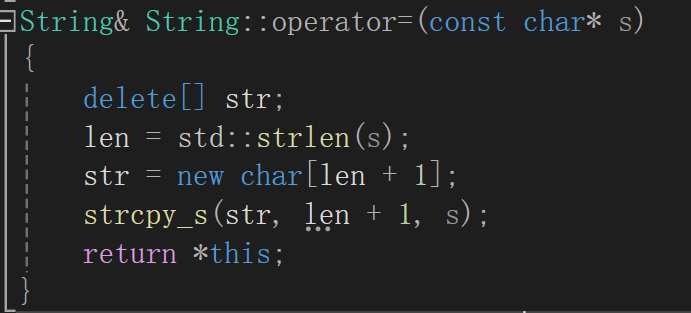 String& String::operator=(const char* s)
{
    delete[] str;
    len = std::strlen(s);
    str = new char[len + 1];
    strcpy_s(str, len + 1, s);
    return *this;
}